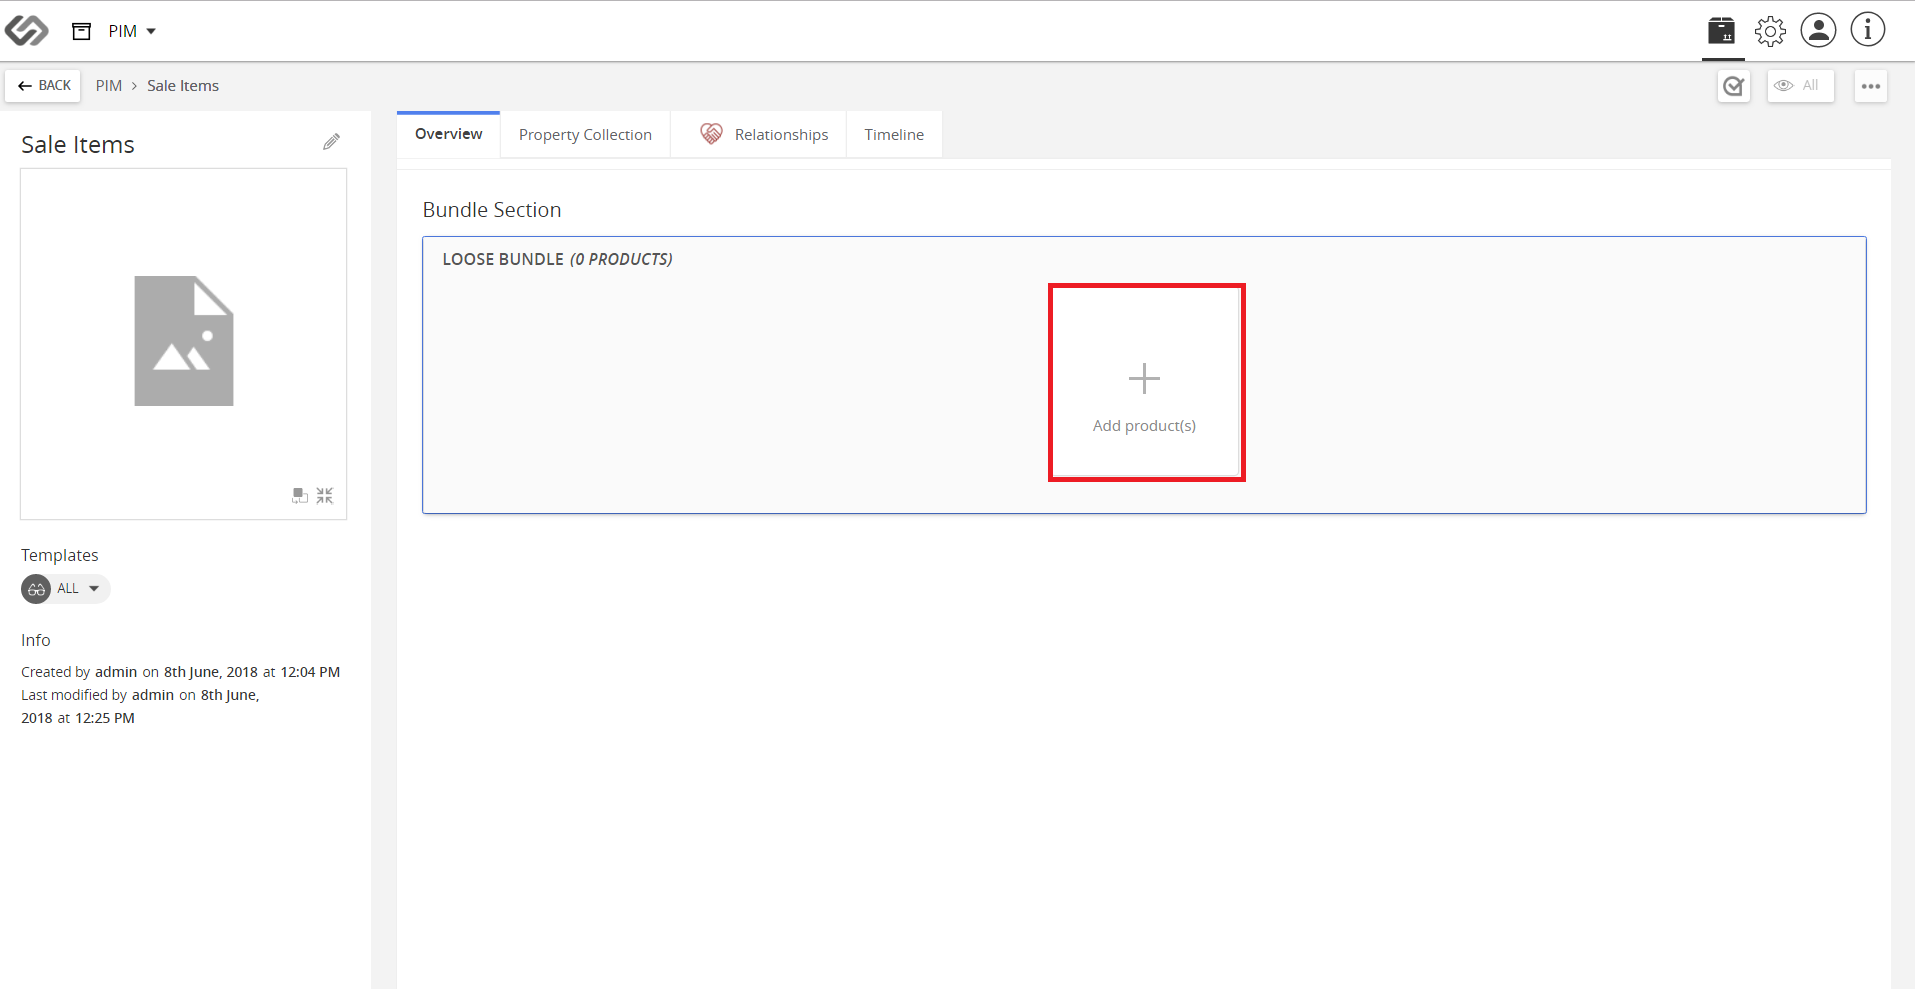 PIM
BACK
PIM > Sale Items
All
Sale Items
Overview
Property Collection
Relationships
Timeline
Bundle Section
LOOSE BUNDLE (0 PRODUCTS)
Add product(s)
Templates
ALL
Info
Created by admin on 8th June, 2018 at 12:04 PM
Last modified by admin on 8th June,
2018 at 12:25 PM